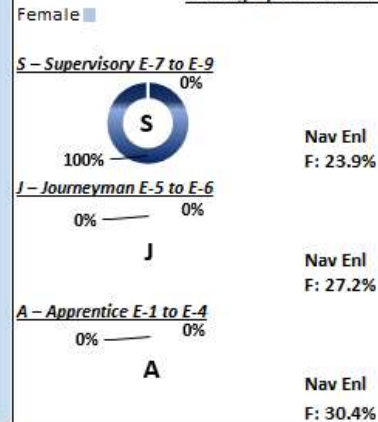 Female
S – Supervisory E-7 to E-9
0%
S
100%
Nav Enl
F: 23.9%
J – Journeyman E-5 to E-6
0%
0%
J
Nav Enl
F: 27.2%
A – Apprentice E-1 to E-4
0%
0%
A
Nav Enl
F: 30.4%